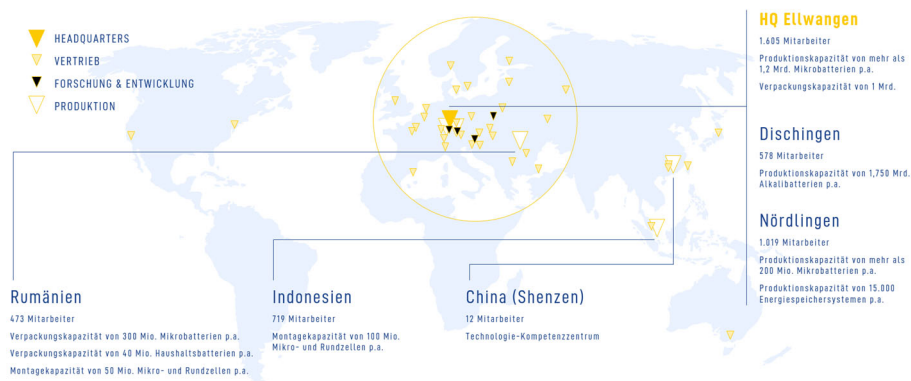 HEADQUARTERS
VERTRIEB
FORSCHUNG & ENTWICKLUNG
PRODUKTION
HQ Ellwangen
1.605 Mitarbeiter
Produktionskapazität von mehr als
1,2 Mrd. Mikrobatterien p.a.
Verpackungskapazität von 1 Mrd.
Dischingen
578 Mitarbeiter
Produktionskapazität von 1,750 Mrd.
Alkalibatterien p.a.
Nördlingen
1.019 Mitarbeiter
Produktionskapazität von mehr als
200 Mio. Mikrobatterien p.a.
Produktionskapazität von 15.000
Energiespeichersystemen p.a.
Rumänien
473 Mitarbeiter
Verpackungskapazität von 300 Mio. Mikrobatterien p.a.
Verpackungskapazität von 40 Mio. Haushaltsbatterien p.a.
Montagekapazität von 50 Mio. Mikro- und Rundzellen p.a.
Indonesien
719 Mitarbeiter
Montagekapazität von 100 Mio.
Mikro- und Rundzellen p.a.
China (Shenzen)
12 Mitarbeiter
Technologie-Kompetenzzentrum